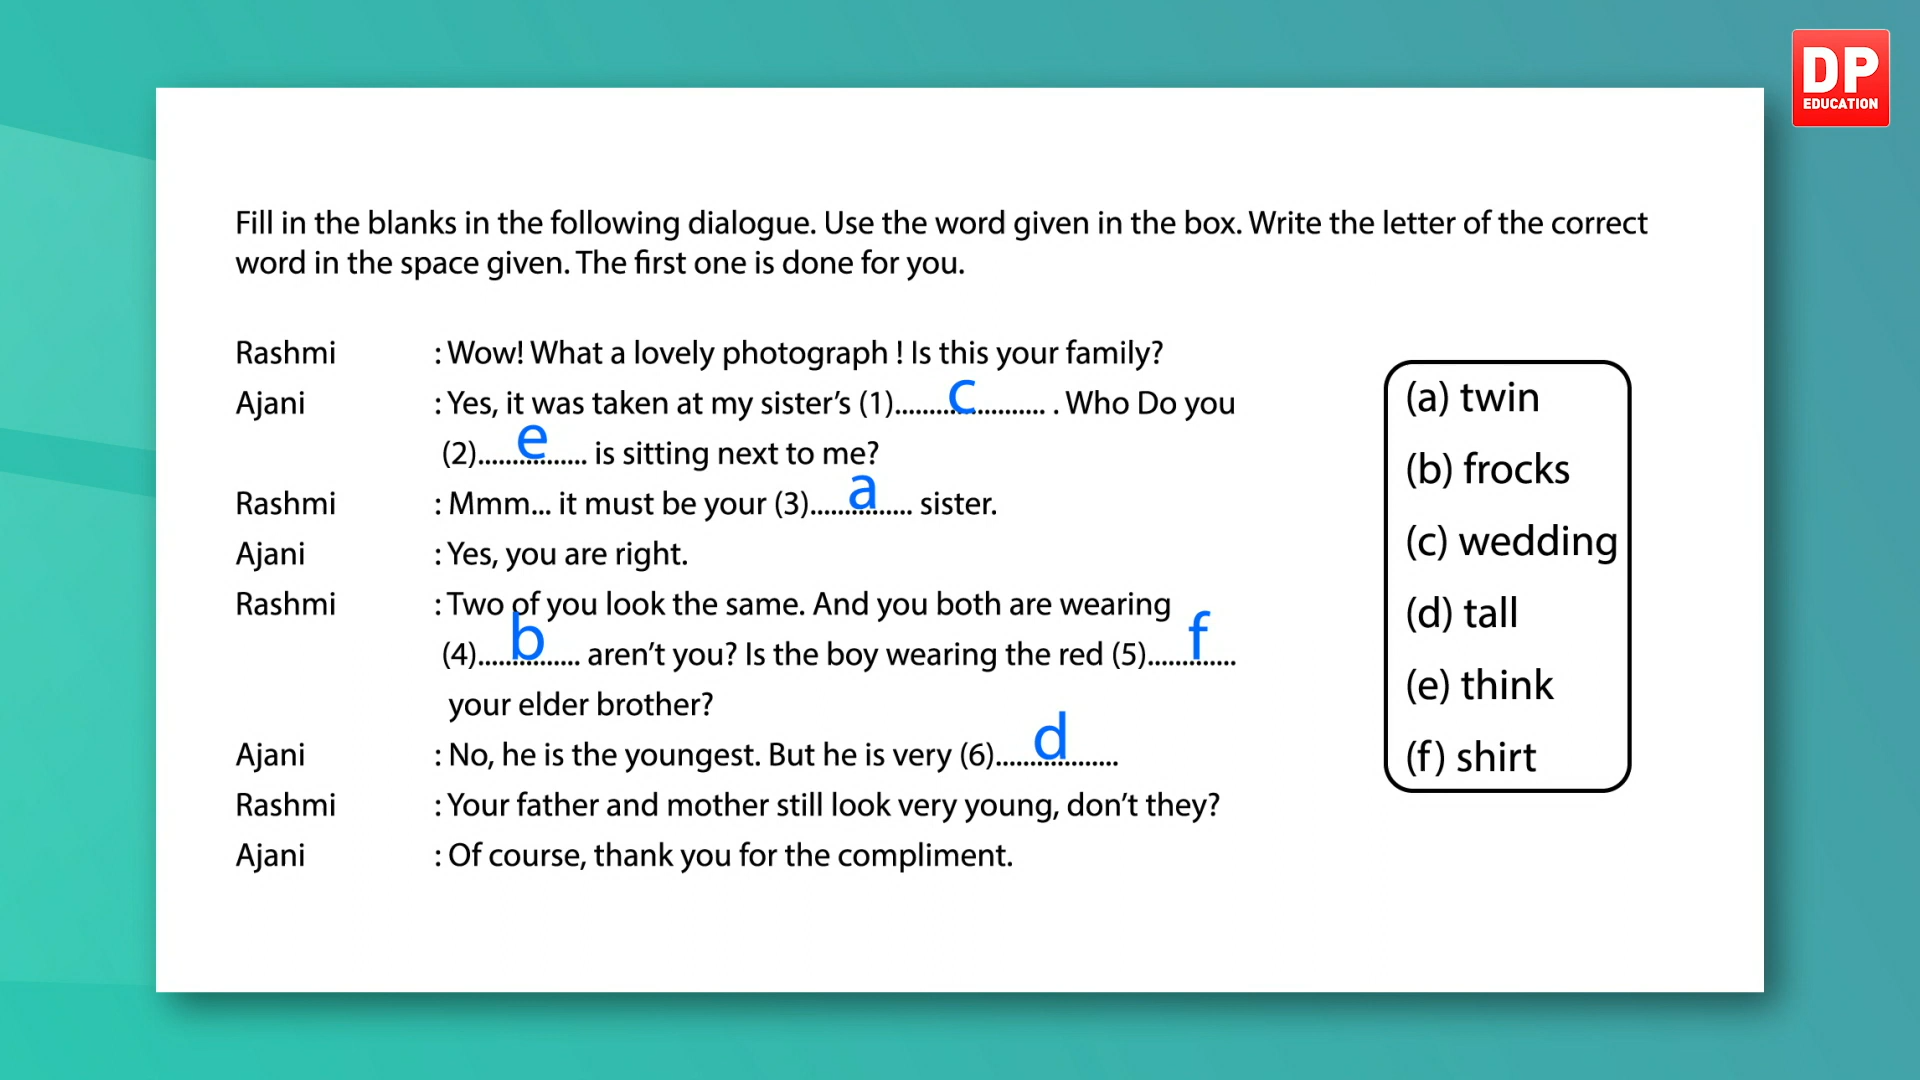 DP
EDUCATION
Fill in the blanks in the following dialogue. Use the word given in the box. Write the letter of the correct
word in the space given. The first one is done for you.
Rashmi : Wow! What a lovely photograph ! Is this your family?
Ajani : Yes, it was taken at my sister's (1)...........c............ . Who Do you
(2).......e......... is sitting next to me?
Rashmi : Mmm... it must be your (3).......a........ sister.
Ajani : Yes, you are right.
Rashmi : Two of you look the same. And you both are wearing
(4).......b........ aren't you? Is the boy wearing the red (5).......f......
your elder brother?
Ajani : No, he is the youngest. But he is very (6).......d...........
Rashmi : Your father and mother still look very young, don't they?
Ajani : Of course, thank you for the compliment.
(a) twin
(b) frocks
(c) wedding
(d) tall
(e) think
(f) shirt